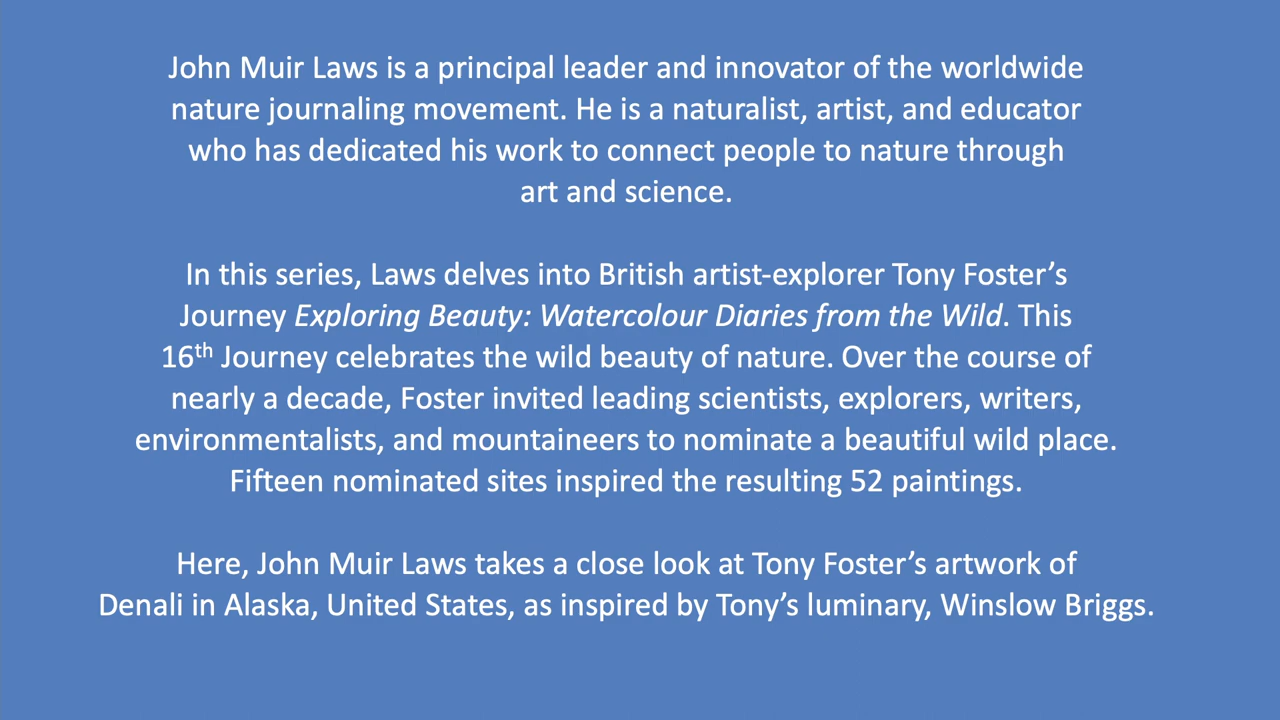 John Muir Laws is a principal leader and innovator of the worldwide
nature journaling movement. He is a naturalist, artist, and educator
who has dedicated his work to connect people to nature through
art and science.
In this series, Laws delves into British artist-explorer Tony Foster’s
Journey Exploring Beauty: Watercolour Diaries from the Wild. This
16th Journey celebrates the wild beauty of nature. Over the course of
nearly a decade, Foster invited leading scientists, explorers, writers,
environmentalists, and mountaineers to nominate a beautiful wild place.
Fifteen nominated sites inspired the resulting 52 paintings.
Here, John Muir Laws takes a close look at Tony Foster’s artwork of
Denali in Alaska, United States, as inspired by Tony’s luminary, Winslow Briggs.